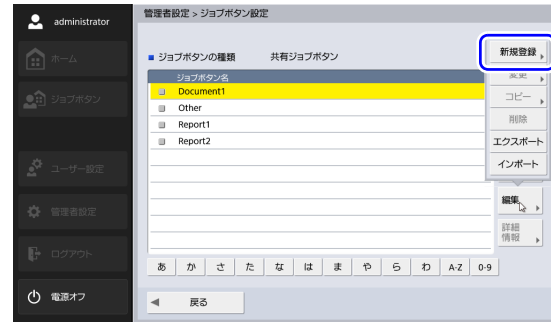 administrator
管理者設定 > ジョブボタン設定
ホーム
ジョブボタン
ユーザー設定
管理者設定
ログアウト
電源オフ
ジョブボタンの種類 共有ジョブボタン
ジョブボタン名
Document1
Other
Report1
Report2
新規登録
変更
コピー
削除
エクスポート
インポート
編集
詳細
情報
あ か さ た な は ま や ら わ A-Z 0-9
戻る